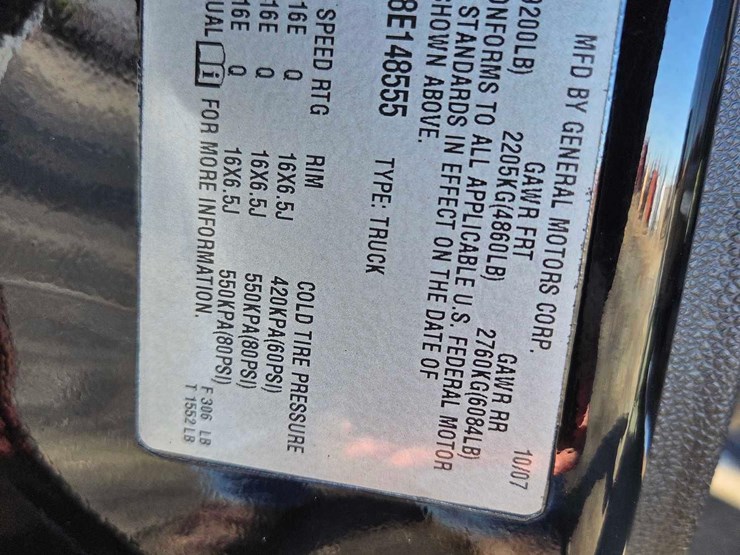 MFD BY GENERAL MOTORS CORP. 10/07
GAWR FRT GAWR RR
9200LB) 2205KG(4860LB) 2760KG(6084LB)
ONFORMS TO ALL APPLICABLE U.S. FEDERAL MOTOR
STANDARDS IN EFFECT ON THE DATE OF
SHOWN ABOVE.
8E148555 TYPE: TRUCK
SPEED RTG RIM COLD TIRE PRESSURE
16E Q 16X6.5J 420KPA(60PSI)
16E Q 16X6.5J 550KPA(80PSI)
16E Q 16X6.5J 550KPA(80PSI)
UAL i FOR MORE INFORMATION.
F 306 LB
T 1552 LB